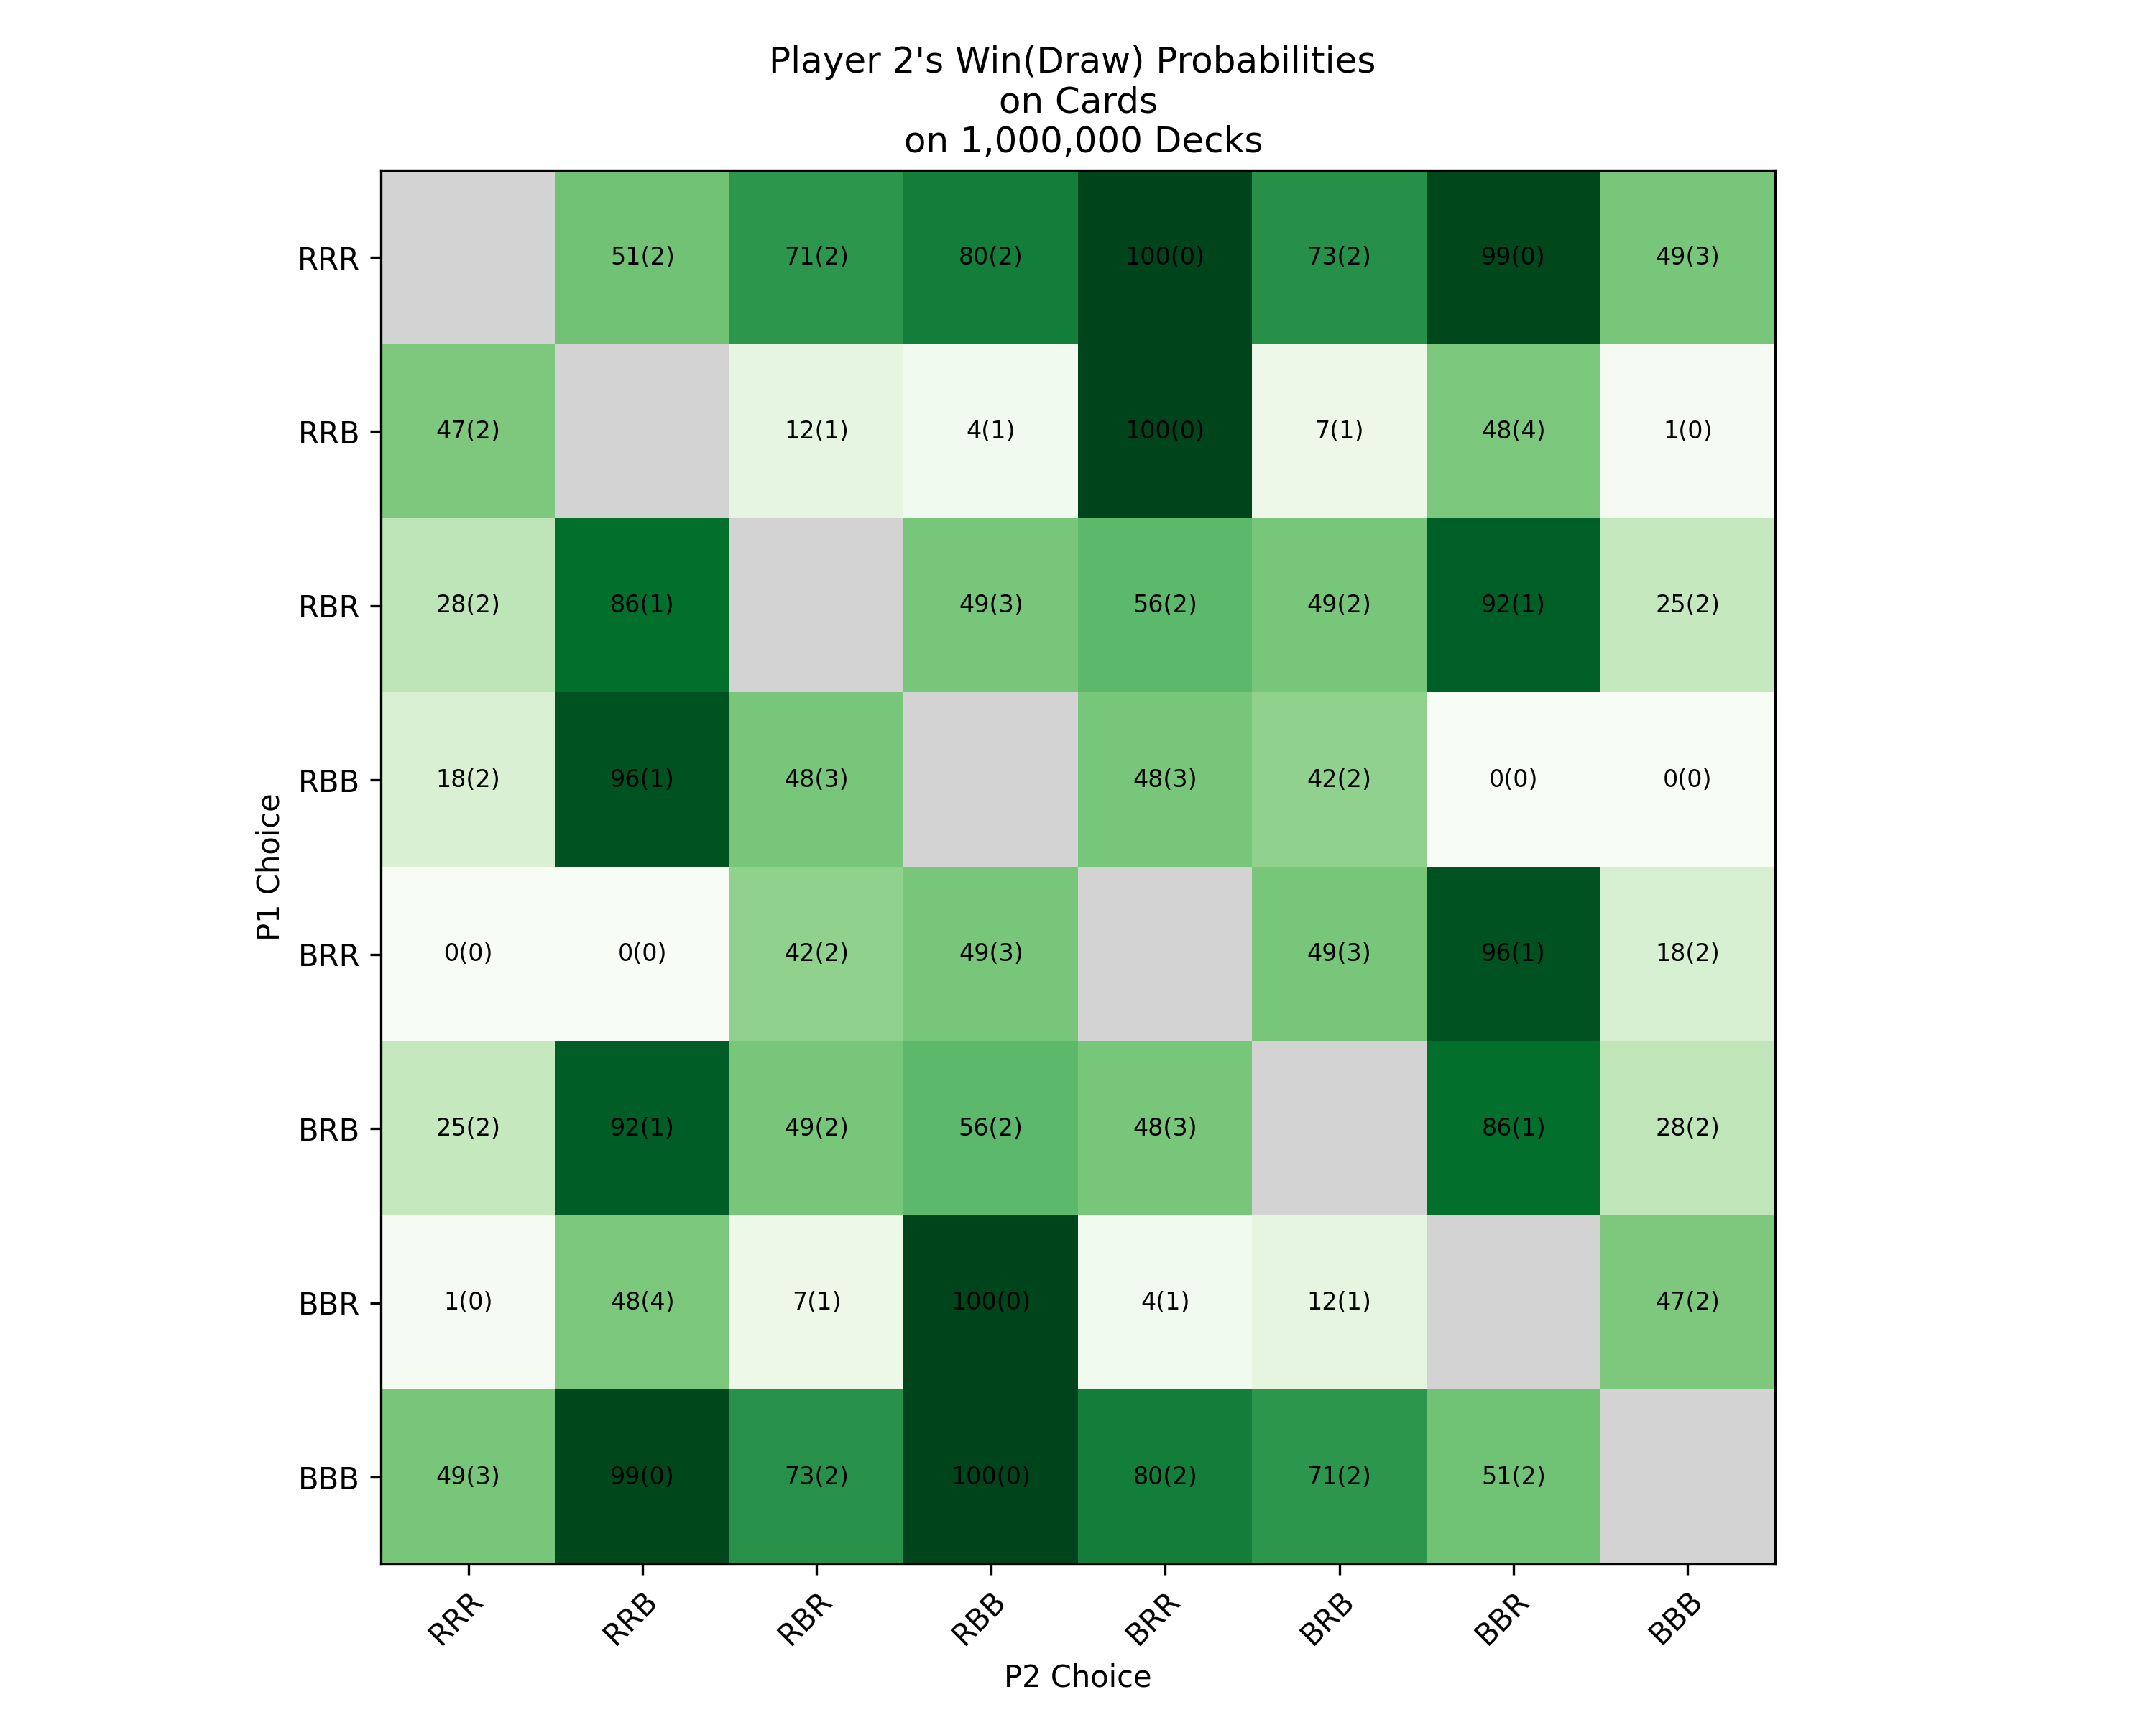 Player 2's Win(Draw) Probabilities
on Cards
on 1,000,000 Decks
P1 Choice
RRR 51(2) 71(2) 80(2) 100(0) 73(2) 99(0) 49(3)
RRB 47(2) 12(1) 4(1) 100(0) 7(1) 48(4) 1(0)
RBR 28(2) 86(1) 49(3) 56(2) 49(2) 92(1) 25(2)
RBB 18(2) 96(1) 48(3) 48(3) 42(2) 0(0) 0(0)
BRR 0(0) 0(0) 42(2) 49(3) 49(3) 96(1) 18(2)
BRB 25(2) 92(1) 49(2) 56(2) 48(3) 86(1) 28(2)
BBR 1(0) 48(4) 7(1) 100(0) 4(1) 12(1) 47(2)
BBB 49(3) 99(0) 73(2) 100(0) 80(2) 71(2) 51(2)
RRR RRB RBR RBB BRR BRB BBR BBB
P2 Choice